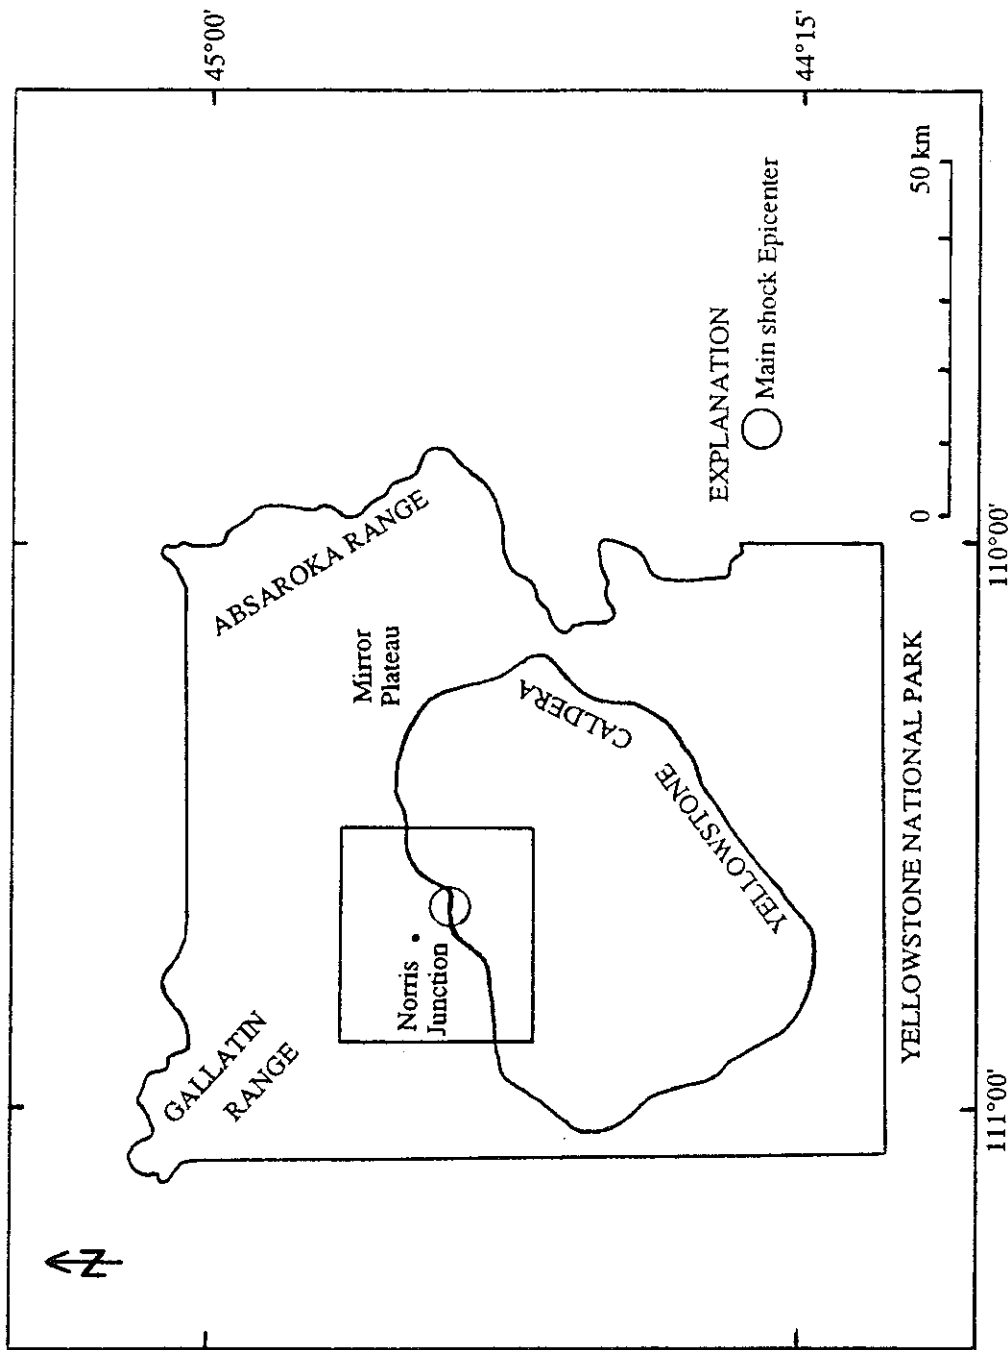 N
45°00'
GALLATIN
RANGE
ABSAROKA RANGE
Mirror
Plateau
Norris
Junction
YELLOWSTONE
CALDERA
EXPLANATION
Main shock Epicenter
44°15'
0
50 km
YELLOWSTONE NATIONAL PARK
111°00'
110°00'